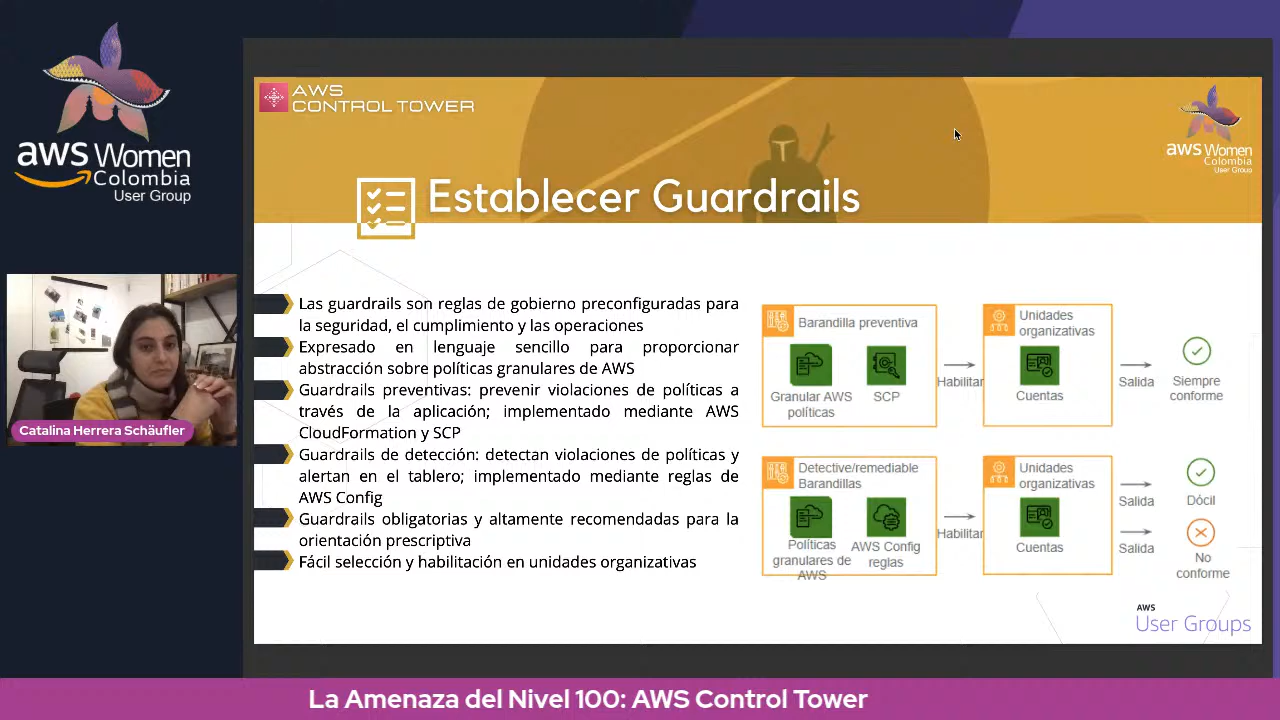 aws Women
Colombia
User Group
Catalina Herrera Schäufler
AWS
CONTROL TOWER
aws Women
Colombia
User Group
Establecer Guardrails
Las guardrails son reglas de gobierno preconfiguradas para
la seguridad, el cumplimiento y las operaciones
Expresado en lenguaje sencillo para proporcionar
abstrección sobre políticas granulares de AWS
Guardrails preventivas: prevenir violaciones de políticas a
través de la aplicación; implementado mediante AWS
CloudFormation y SCP
Guardrails de detección: detectan violaciones de políticas y
alertan en el tablero; implementado mediante reglas de
AWS Config
Guardrails obligatorias y altamente recomendadas para la
orientación prescriptiva
Fácil selección y habilitación en unidades organizativas
Barandilla preventiva
Granular AWS
políticas
SCP
Habilitar
Unidades
organizativas
Cuentas
Salida
Siempre
conforme
Detective/remediable
Barandillas
Políticas
granulares de
AWS
AWS Config
reglas
Habilitar
Unidades
organizativas
Cuentas
Salida
Dócil
Salida
No
conforme
AWS
User Groups
La Amenaza del Nivel 100: AWS Control Tower